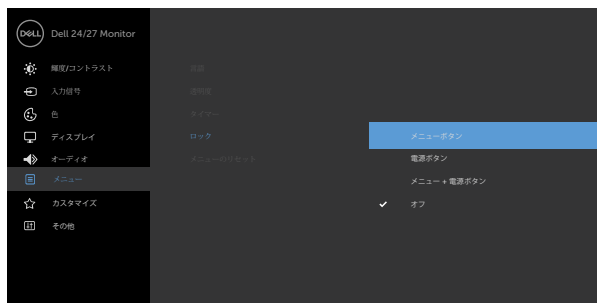 DELL
Dell 24/27 Monitor
輝度/コントラスト
入力信号
色
ディスプレイ
オーディオ
メニュー
カスタマイズ
その他
言語
透明度
タイマー
ロック
メニューのリセット
メニューボタン
電源ボタン
メニュー + 電源ボタン
オフ